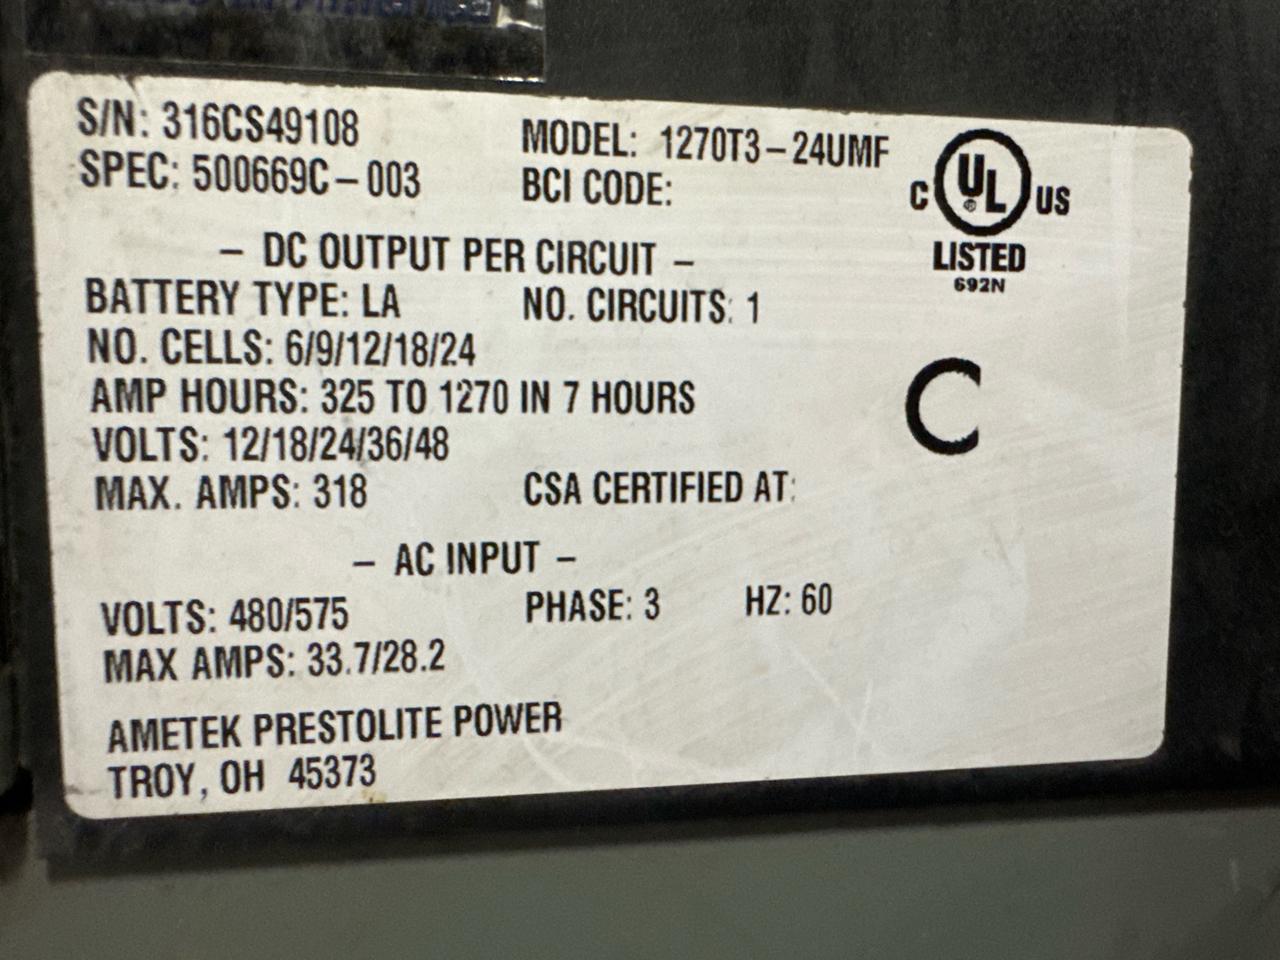 S/N: 316CS49108
SPEC: 500669C-003
MODEL: 1270T3-24UMF
BCI CODE:
C UL® US
LISTED
692N
- DC OUTPUT PER CIRCUIT -
BATTERY TYPE: LA NO. CIRCUITS: 1
NO. CELLS: 6/9/12/18/24
AMP HOURS: 325 TO 1270 IN 7 HOURS
VOLTS: 12/18/24/36/48
MAX. AMPS: 318 CSA CERTIFIED AT:
C
- AC INPUT -
VOLTS: 480/575 PHASE: 3 HZ: 60
MAX AMPS: 33.7/28.2
AMETEK PRESTOLITE POWER
TROY, OH 45373